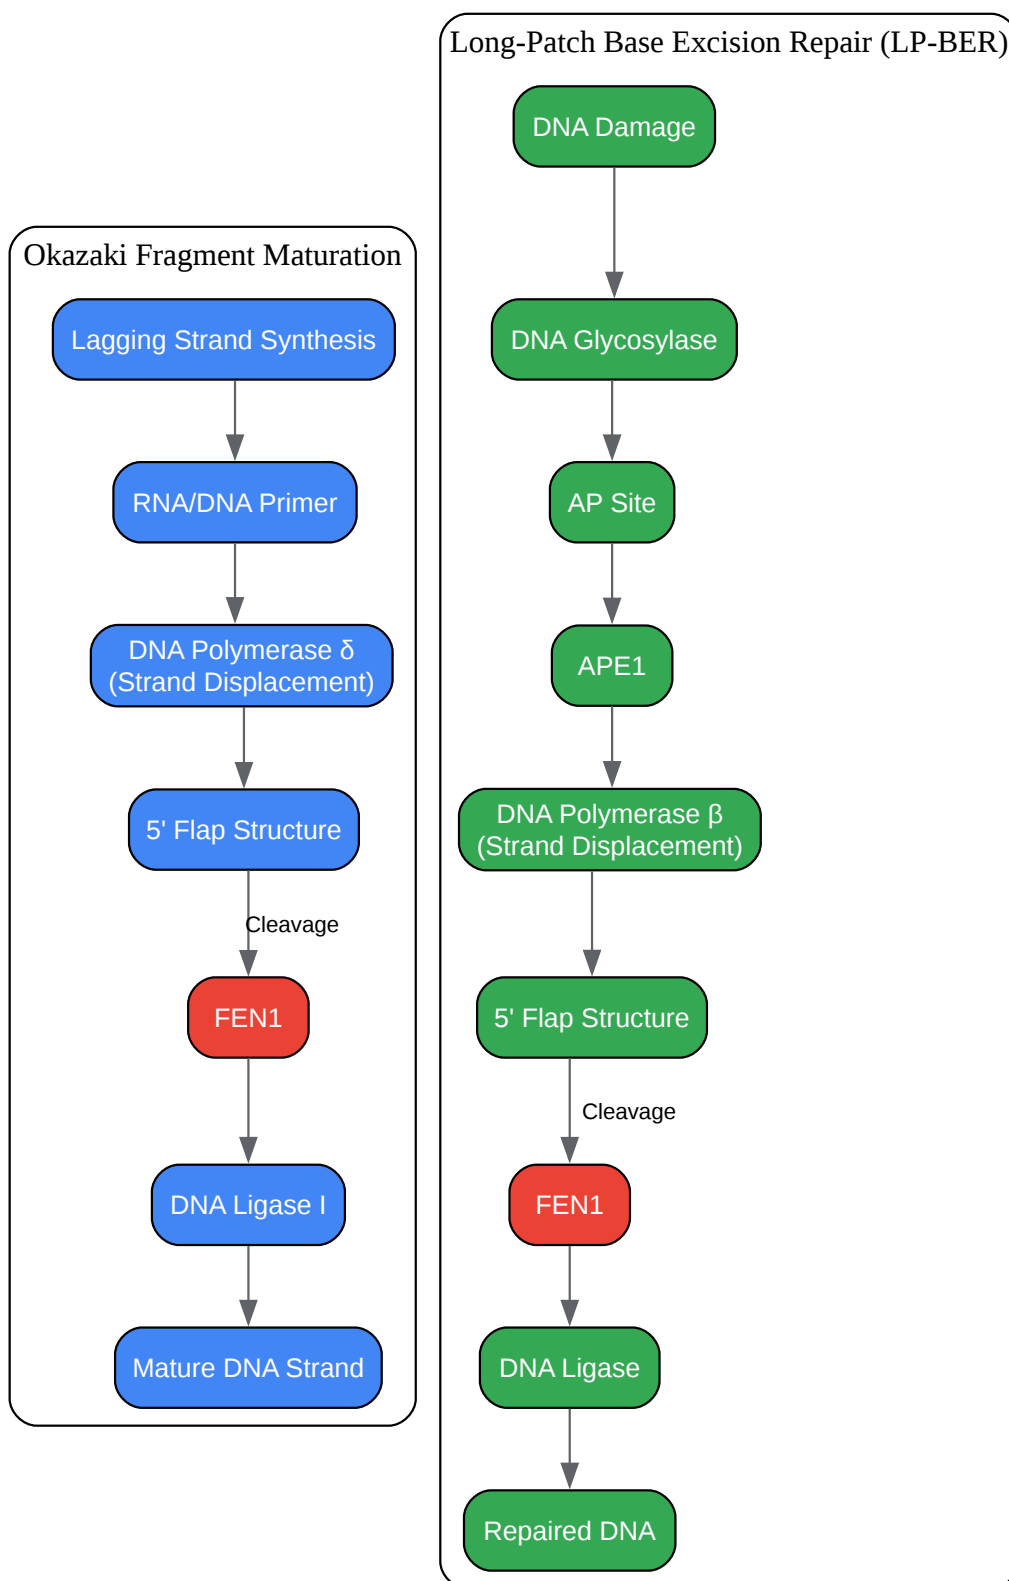 Okazaki Fragment Maturation
Lagging Strand Synthesis
RNA/DNA Primer
DNA Polymerase δ
(Strand Displacement)
5' Flap Structure
Cleavage
FEN1
DNA Ligase I
Mature DNA Strand
Long-Patch Base Excision Repair (LP-BER)
DNA Damage
DNA Glycosylase
AP Site
APE1
DNA Polymerase β
(Strand Displacement)
5' Flap Structure
Cleavage
FEN1
DNA Ligase
Repaired DNA